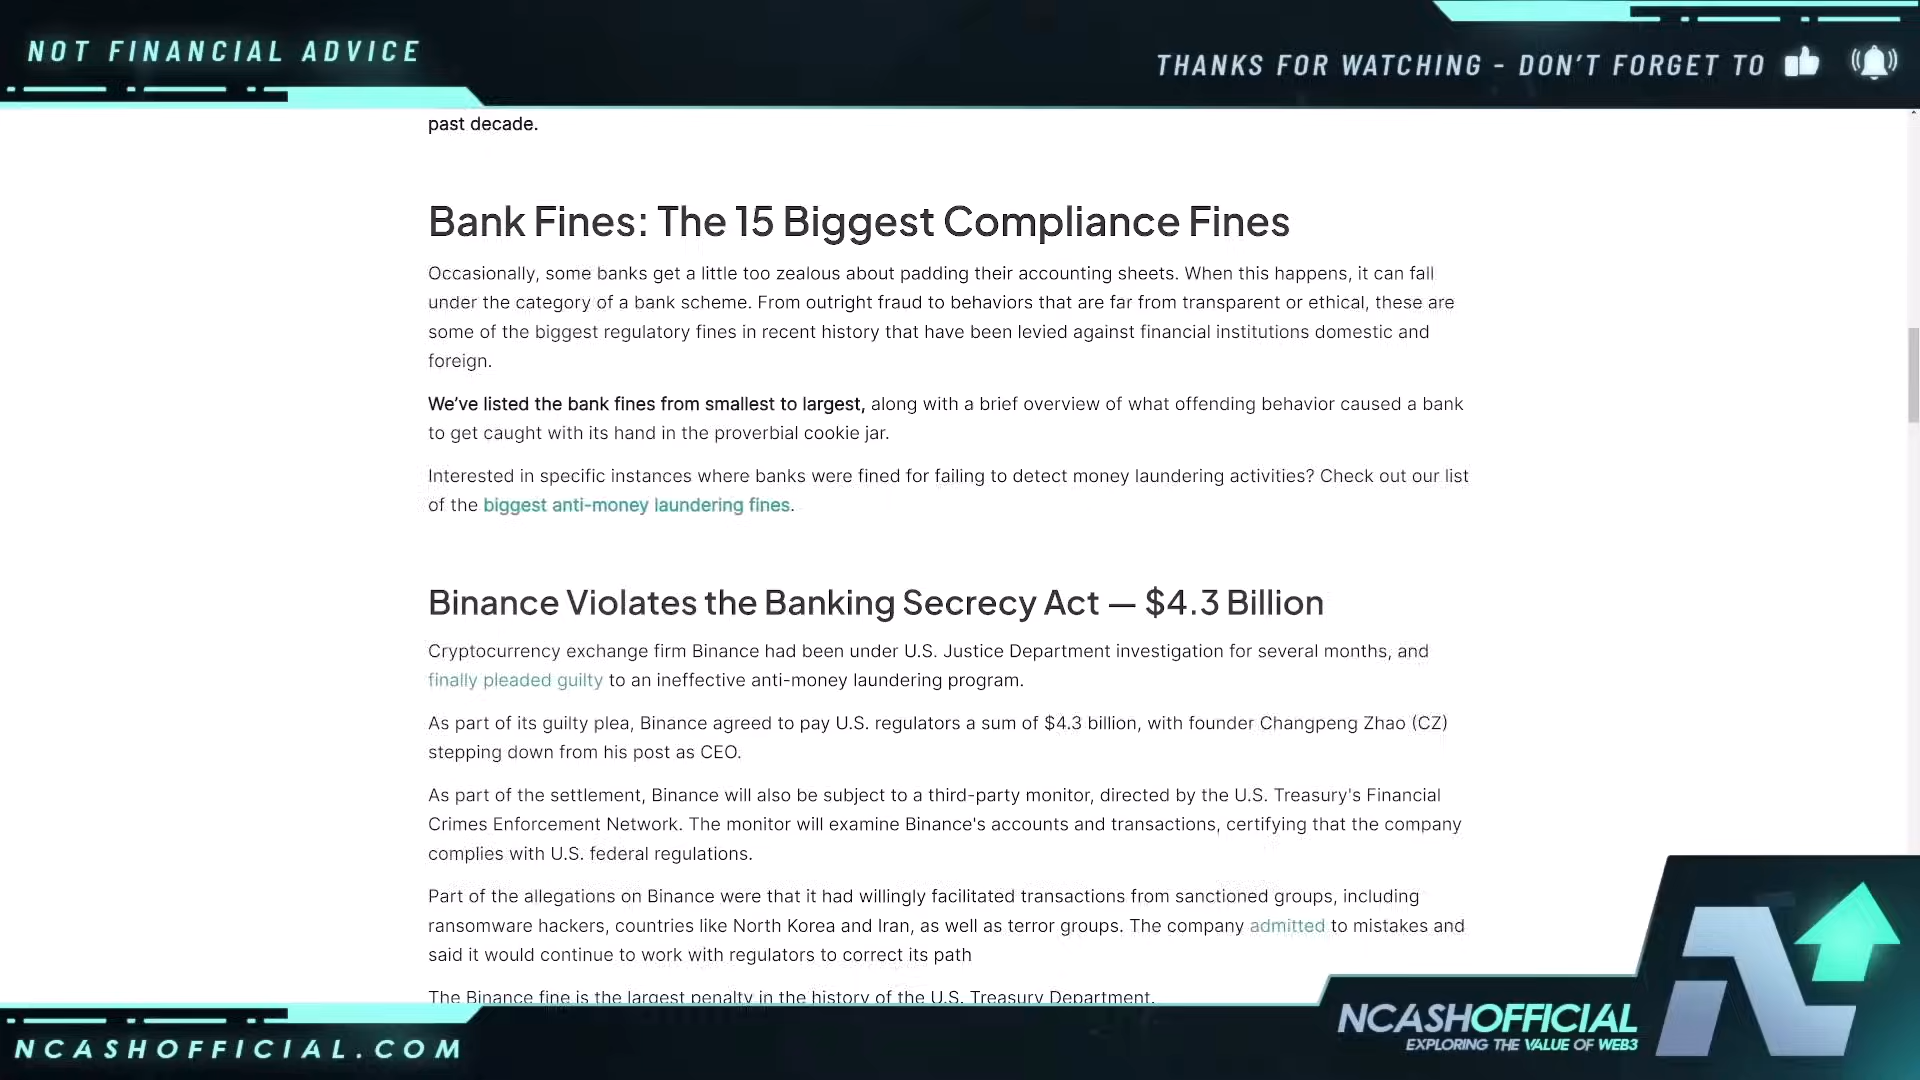 NOT FINANCIAL ADVICE
THANKS FOR WATCHING - DON'T FORGET TO
past decade.
Bank Fines: The 15 Biggest Compliance Fines
Occasionally, some banks get a little too zealous about padding their accounting sheets. When this happens, it can fall
under the category of a bank scheme. From outright fraud to behaviors that are far from transparent or ethical, these are
some of the biggest regulatory fines in recent history that have been levied against financial institutions domestic and
foreign.
We've listed the bank fines from smallest to largest, along with a brief overview of what offending behavior caused a bank
to get caught with its hand in the proverbial cookie jar.
Interested in specific instances where banks were fined for failing to detect money laundering activities? Check out our list
of the biggest anti-money laundering fines.
Binance Violates the Banking Secrecy Act — $4.3 Billion
Cryptocurrency exchange firm Binance had been under U.S. Justice Department investigation for several months, and
finally pleaded guilty to an ineffective anti-money laundering program.
As part of its guilty plea, Binance agreed to pay U.S. regulators a sum of $4.3 billion, with founder Changpeng Zhao (CZ)
stepping down from his post as CEO.
As part of the settlement, Binance will also be subject to a third-party monitor, directed by the U.S. Treasury's Financial
Crimes Enforcement Network. The monitor will examine Binance's accounts and transactions, certifying that the company
complies with U.S. federal regulations.
Part of the allegations on Binance were that it had willingly facilitated transactions from sanctioned groups, including
ransomware hackers, countries like North Korea and Iran, as well as terror groups. The company admitted to mistakes and
said it would continue to work with regulators to correct its path
The Binance fine is the largest penalty in the history of the U.S. Treasury Department.
NCASHOFFICIAL.COM
NCASHOFFICIAL
EXPLORING THE VALUE OF WEB3